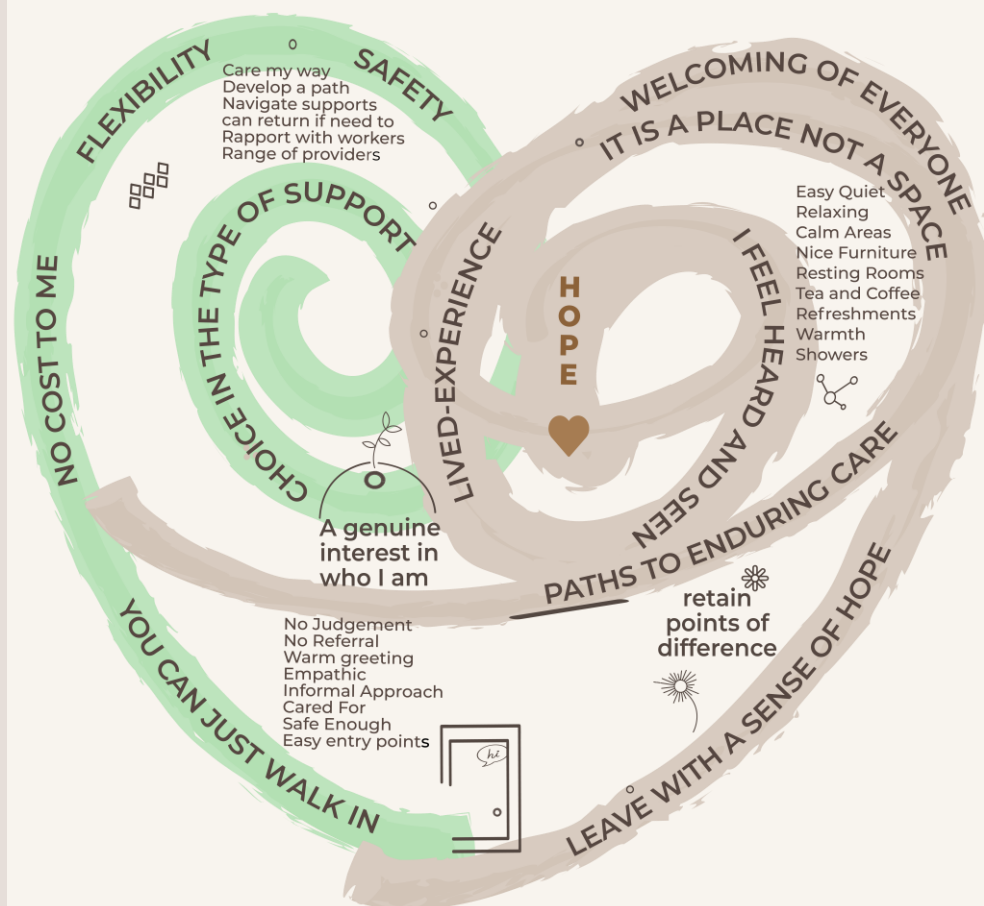 FLEXIBILITY
SAFETY
Care my way
Develop a path
Navigate supports
can return if need to
Rapport with workers
Range of providers
WELCOMING OF EVERYONE
IT IS A PLACE NOT A SPACE
Easy Quiet
Relaxing
Calm Areas
Nice Furniture
Resting Rooms
Tea and Coffee
Refreshments
Warmth
Showers
NO COST TO ME
CHOICE IN THE TYPE OF SUPPORT
LIVED-EXPERIENCE
HOPE
I FEEL HEARD AND SEEN
A genuine
interest in
who I am
PATHS TO ENDURING CARE
retain
points of
difference
No Judgement
No Referral
Warm greeting
Empathic
Informal Approach
Cared For
Safe Enough
Easy entry points
hi
YOU CAN JUST WALK IN
LEAVE WITH A SENSE OF HOPE